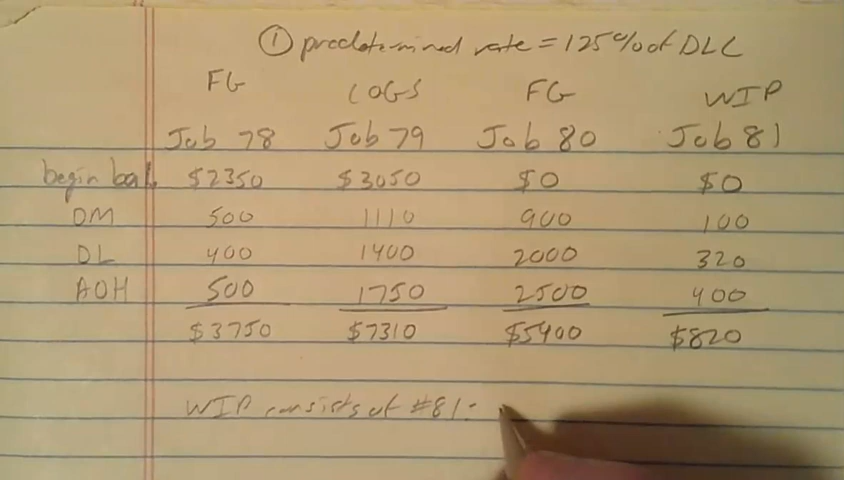 ① predetermined rate = 125% of DLC
FG COGS FG WIP
Job 78 Job 79 Job 80 Job 81
begin bal. $2350 $3050 $0 $0
DM 500 1110 900 100
DL 400 1400 2000 320
AOH 500 1750 2500 400
$3750 $7310 $5400 $820
WIP consists of #81: